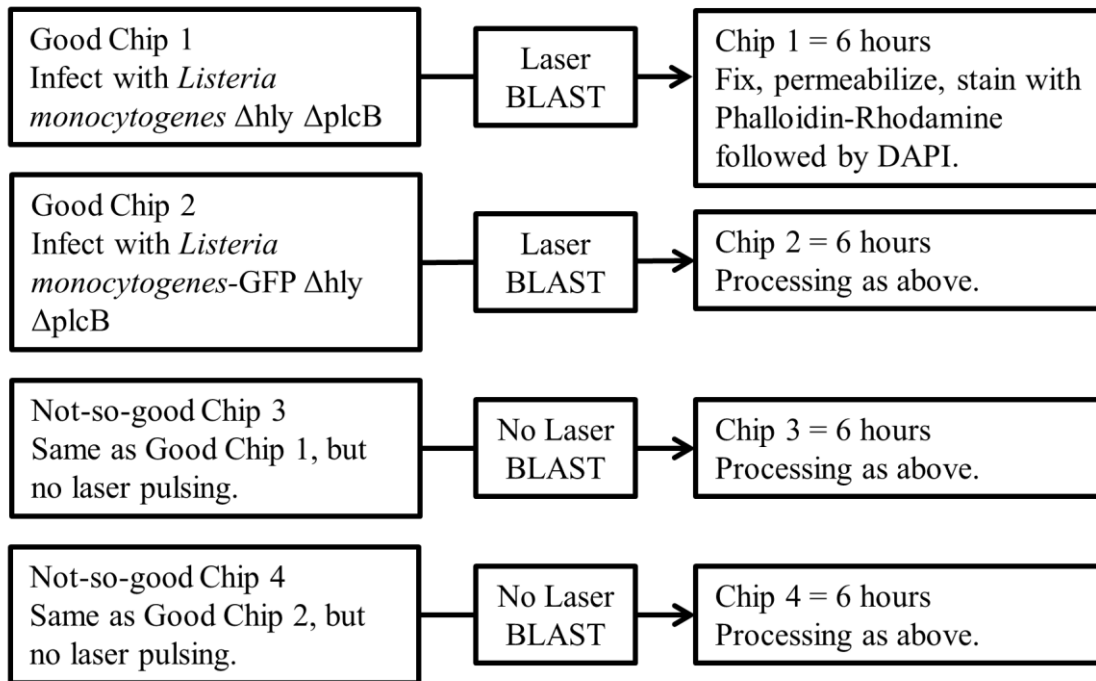 Good Chip 1
Infect with Listeria
monocytogenes Δhly ΔplcB
Laser
BLAST
Chip 1 = 6 hours
Fix, permeabilize, stain with
Phalloidin-Rhodamine
followed by DAPI.
Good Chip 2
Infect with Listeria
monocytogenes-GFP Δhly
ΔplcB
Laser
BLAST
Chip 2 = 6 hours
Processing as above.
Not-so-good Chip 3
Same as Good Chip 1, but
no laser pulsing.
No Laser
BLAST
Chip 3 = 6 hours
Processing as above.
Not-so-good Chip 4
Same as Good Chip 2, but
no laser pulsing.
No Laser
BLAST
Chip 4 = 6 hours
Processing as above.